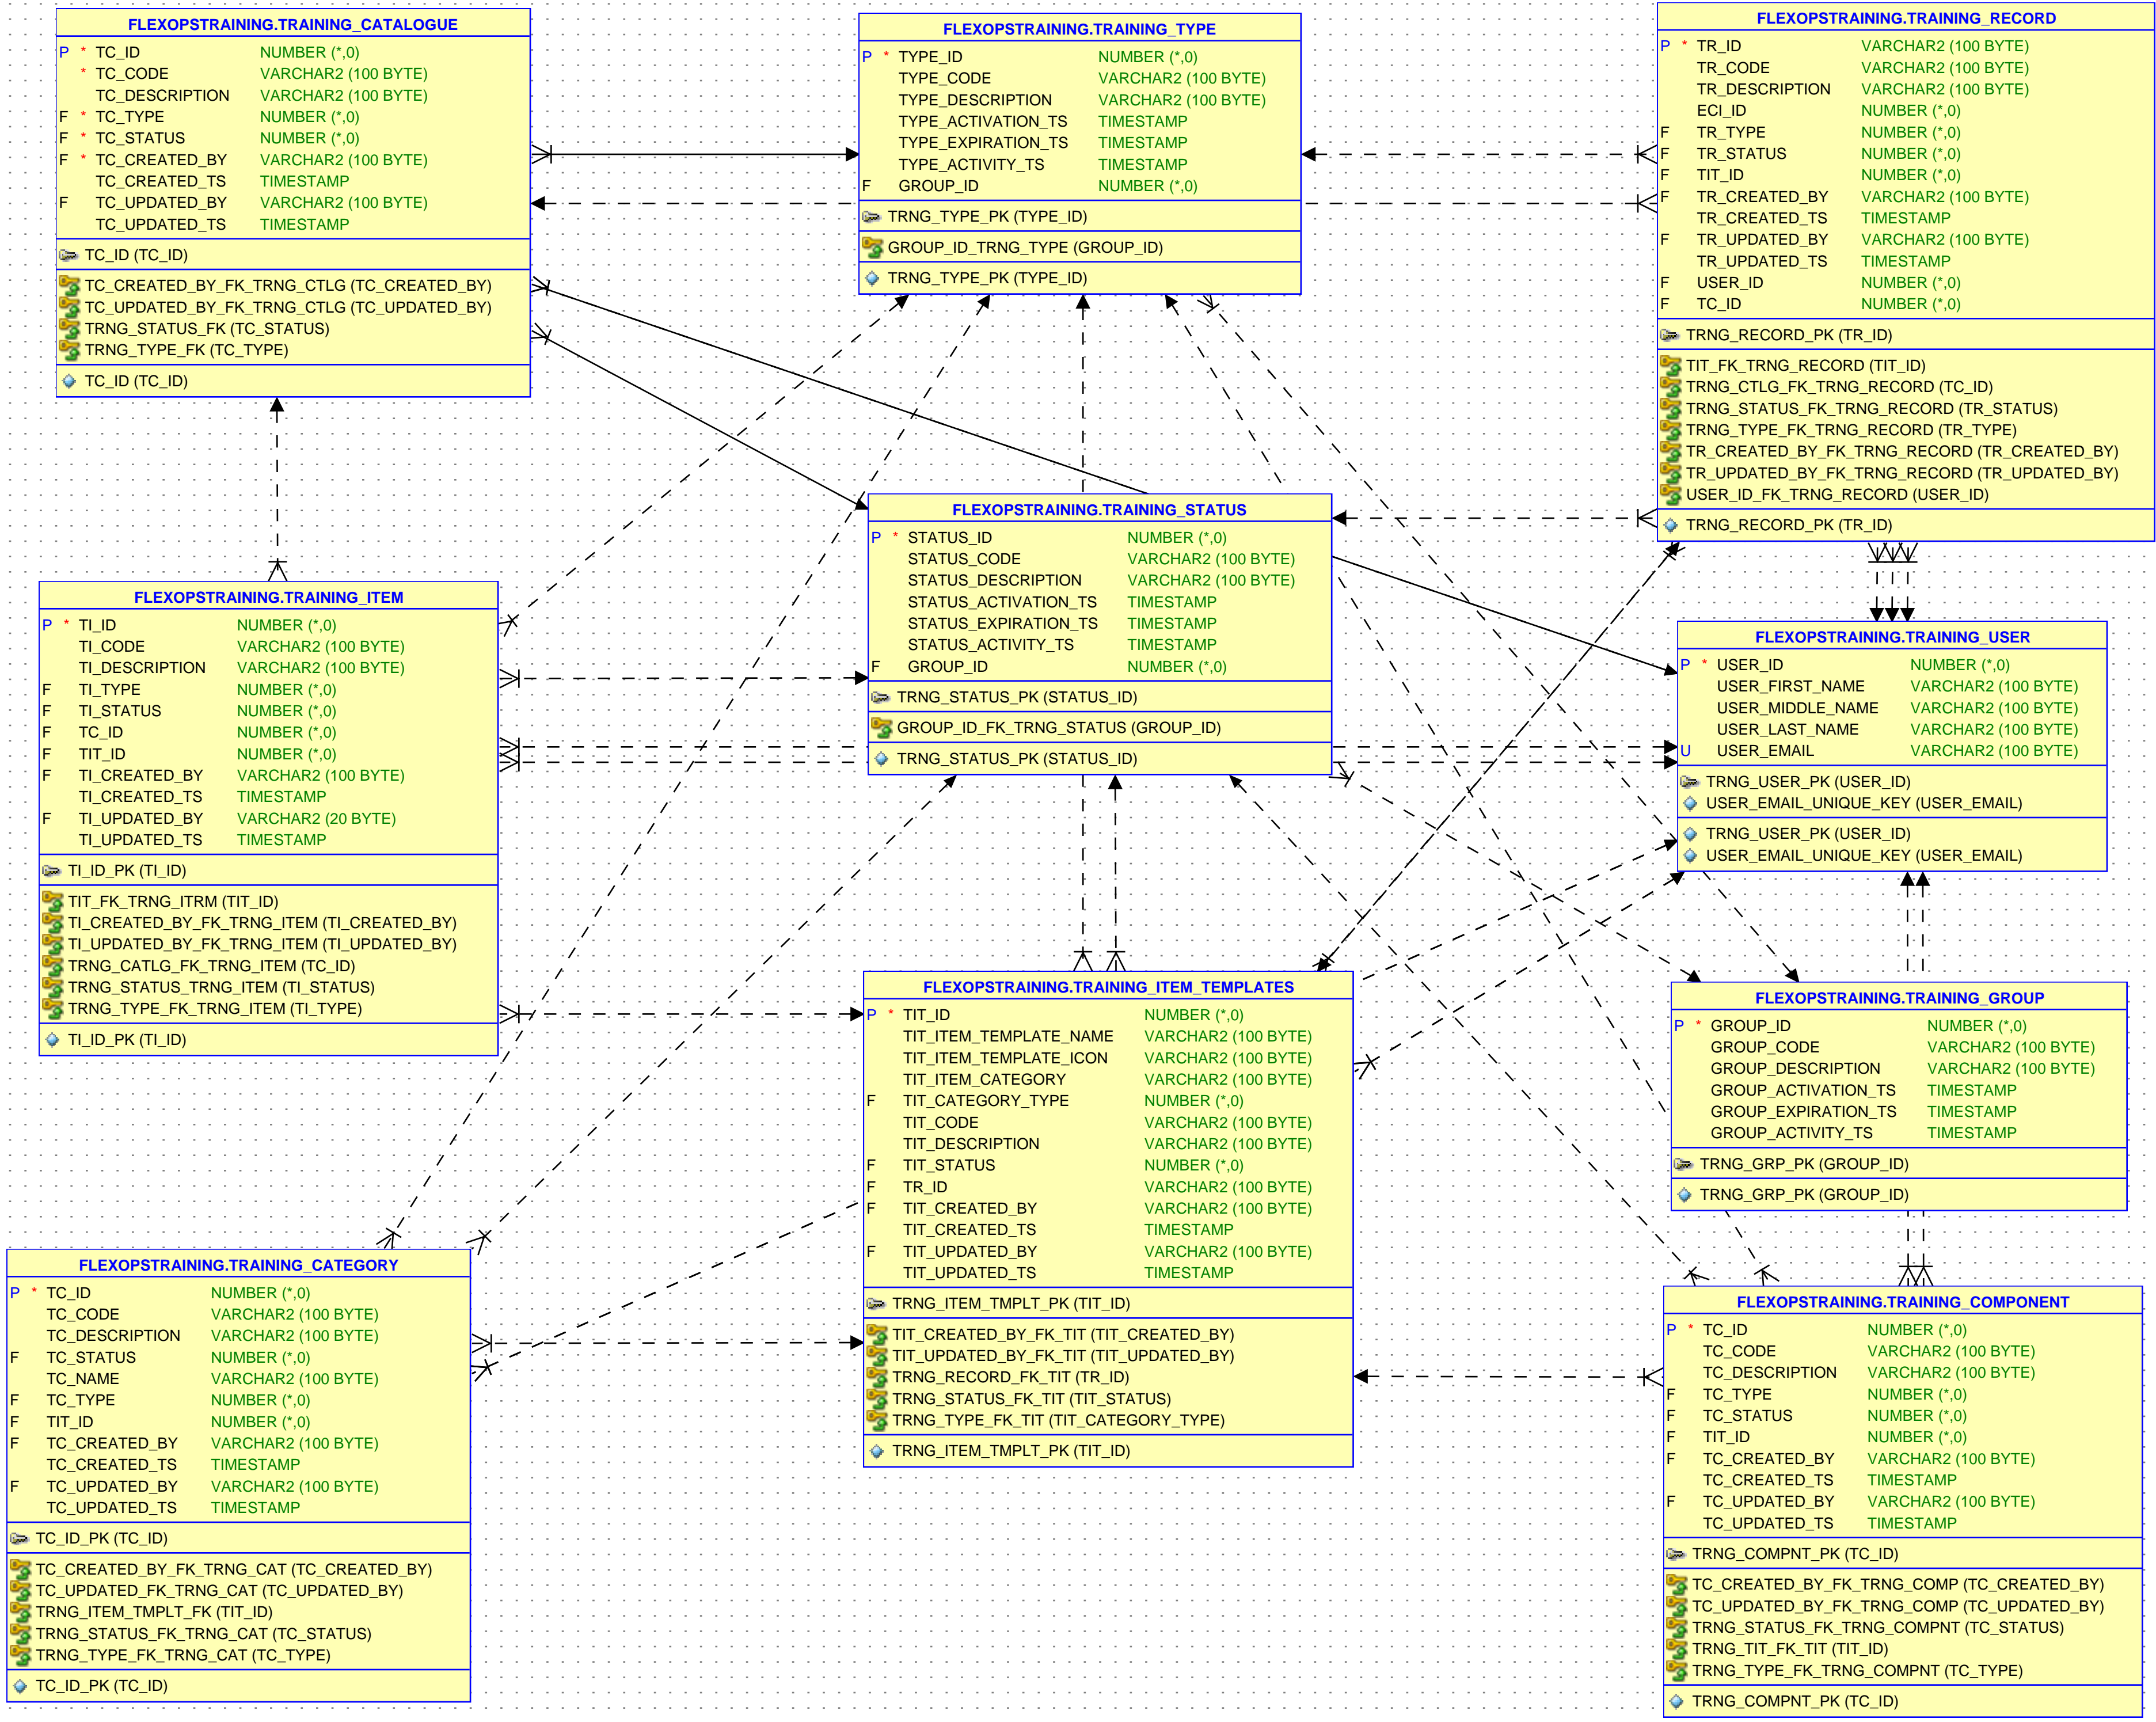 FLEXOPSTRAINING.TRAINING_CATALOGUE
P * TC_ID NUMBER (*,0)
* TC_CODE VARCHAR2 (100 BYTE)
TC_DESCRIPTION VARCHAR2 (100 BYTE)
F * TC_TYPE NUMBER (*,0)
F * TC_STATUS NUMBER (*,0)
F * TC_CREATED_BY VARCHAR2 (100 BYTE)
TC_CREATED_TS TIMESTAMP
F TC_UPDATED_BY VARCHAR2 (100 BYTE)
TC_UPDATED_TS TIMESTAMP
TC_ID (TC_ID)
TC_CREATED_BY_FK_TRNG_CTLG (TC_CREATED_BY)
TC_UPDATED_BY_FK_TRNG_CTLG (TC_UPDATED_BY)
TRNG_STATUS_FK (TC_STATUS)
TRNG_TYPE_FK (TC_TYPE)
TC_ID (TC_ID)
FLEXOPSTRAINING.TRAINING_TYPE
P * TYPE_ID NUMBER (*,0)
TYPE_CODE VARCHAR2 (100 BYTE)
TYPE_DESCRIPTION VARCHAR2 (100 BYTE)
TYPE_ACTIVATION_TS TIMESTAMP
TYPE_EXPIRATION_TS TIMESTAMP
TYPE_ACTIVITY_TS TIMESTAMP
F GROUP_ID NUMBER (*,0)
TRNG_TYPE_PK (TYPE_ID)
GROUP_ID_TRNG_TYPE (GROUP_ID)
TRNG_TYPE_PK (TYPE_ID)
FLEXOPSTRAINING.TRAINING_RECORD
P * TR_ID VARCHAR2 (100 BYTE)
TR_CODE VARCHAR2 (100 BYTE)
TR_DESCRIPTION VARCHAR2 (100 BYTE)
ECI_ID NUMBER (*,0)
F TR_TYPE NUMBER (*,0)
F TR_STATUS NUMBER (*,0)
F TIT_ID NUMBER (*,0)
F TR_CREATED_BY VARCHAR2 (100 BYTE)
TR_CREATED_TS TIMESTAMP
F TR_UPDATED_BY VARCHAR2 (100 BYTE)
TR_UPDATED_TS TIMESTAMP
F USER_ID NUMBER (*,0)
F TC_ID NUMBER (*,0)
TRNG_RECORD_PK (TR_ID)
TIT_FK_TRNG_RECORD (TIT_ID)
TRNG_CTLG_FK_TRNG_RECORD (TC_ID)
TRNG_STATUS_FK_TRNG_RECORD (TR_STATUS)
TRNG_TYPE_FK_TRNG_RECORD (TR_TYPE)
TR_CREATED_BY_FK_TRNG_RECORD (TR_CREATED_BY)
TR_UPDATED_BY_FK_TRNG_RECORD (TR_UPDATED_BY)
USER_ID_FK_TRNG_RECORD (USER_ID)
TRNG_RECORD_PK (TR_ID)
FLEXOPSTRAINING.TRAINING_STATUS
P * STATUS_ID NUMBER (*,0)
STATUS_CODE VARCHAR2 (100 BYTE)
STATUS_DESCRIPTION VARCHAR2 (100 BYTE)
STATUS_ACTIVATION_TS TIMESTAMP
STATUS_EXPIRATION_TS TIMESTAMP
STATUS_ACTIVITY_TS TIMESTAMP
F GROUP_ID NUMBER (*,0)
TRNG_STATUS_PK (STATUS_ID)
GROUP_ID_FK_TRNG_STATUS (GROUP_ID)
TRNG_STATUS_PK (STATUS_ID)
FLEXOPSTRAINING.TRAINING_ITEM
P * TI_ID NUMBER (*,0)
TI_CODE VARCHAR2 (100 BYTE)
TI_DESCRIPTION VARCHAR2 (100 BYTE)
F TI_TYPE NUMBER (*,0)
F TI_STATUS NUMBER (*,0)
F TC_ID NUMBER (*,0)
F TIT_ID NUMBER (*,0)
F TI_CREATED_BY VARCHAR2 (100 BYTE)
TI_CREATED_TS TIMESTAMP
F TI_UPDATED_BY VARCHAR2 (20 BYTE)
TI_UPDATED_TS TIMESTAMP
TI_ID_PK (TI_ID)
TIT_FK_TRNG_ITRM (TIT_ID)
TI_CREATED_BY_FK_TRNG_ITEM (TI_CREATED_BY)
TI_UPDATED_BY_FK_TRNG_ITEM (TI_UPDATED_BY)
TRNG_CATLG_FK_TRNG_ITEM (TC_ID)
TRNG_STATUS_TRNG_ITEM (TI_STATUS)
TRNG_TYPE_FK_TRNG_ITEM (TI_TYPE)
TI_ID_PK (TI_ID)
FLEXOPSTRAINING.TRAINING_USER
P * USER_ID NUMBER (*,0)
USER_FIRST_NAME VARCHAR2 (100 BYTE)
USER_MIDDLE_NAME VARCHAR2 (100 BYTE)
USER_LAST_NAME VARCHAR2 (100 BYTE)
U USER_EMAIL VARCHAR2 (100 BYTE)
TRNG_USER_PK (USER_ID)
USER_EMAIL_UNIQUE_KEY (USER_EMAIL)
TRNG_USER_PK (USER_ID)
USER_EMAIL_UNIQUE_KEY (USER_EMAIL)
FLEXOPSTRAINING.TRAINING_ITEM_TEMPLATES
P * TIT_ID NUMBER (*,0)
TIT_ITEM_TEMPLATE_NAME VARCHAR2 (100 BYTE)
TIT_ITEM_TEMPLATE_ICON VARCHAR2 (100 BYTE)
TIT_ITEM_CATEGORY VARCHAR2 (100 BYTE)
F TIT_CATEGORY_TYPE NUMBER (*,0)
TIT_CODE VARCHAR2 (100 BYTE)
TIT_DESCRIPTION VARCHAR2 (100 BYTE)
F TIT_STATUS NUMBER (*,0)
F TR_ID VARCHAR2 (100 BYTE)
F TIT_CREATED_BY VARCHAR2 (100 BYTE)
TIT_CREATED_TS TIMESTAMP
F TIT_UPDATED_BY VARCHAR2 (100 BYTE)
TIT_UPDATED_TS TIMESTAMP
TRNG_ITEM_TMPLT_PK (TIT_ID)
TIT_CREATED_BY_FK_TIT (TIT_CREATED_BY)
TIT_UPDATED_BY_FK_TIT (TIT_UPDATED_BY)
TRNG_RECORD_FK_TIT (TR_ID)
TRNG_STATUS_FK_TIT (TIT_STATUS)
TRNG_TYPE_FK_TIT (TIT_CATEGORY_TYPE)
TRNG_ITEM_TMPLT_PK (TIT_ID)
FLEXOPSTRAINING.TRAINING_GROUP
P * GROUP_ID NUMBER (*,0)
GROUP_CODE VARCHAR2 (100 BYTE)
GROUP_DESCRIPTION VARCHAR2 (100 BYTE)
GROUP_ACTIVATION_TS TIMESTAMP
GROUP_EXPIRATION_TS TIMESTAMP
GROUP_ACTIVITY_TS TIMESTAMP
TRNG_GRP_PK (GROUP_ID)
TRNG_GRP_PK (GROUP_ID)
FLEXOPSTRAINING.TRAINING_CATEGORY
P * TC_ID NUMBER (*,0)
TC_CODE VARCHAR2 (100 BYTE)
TC_DESCRIPTION VARCHAR2 (100 BYTE)
F TC_STATUS NUMBER (*,0)
TC_NAME VARCHAR2 (100 BYTE)
F TC_TYPE NUMBER (*,0)
F TIT_ID NUMBER (*,0)
F TC_CREATED_BY VARCHAR2 (100 BYTE)
TC_CREATED_TS TIMESTAMP
F TC_UPDATED_BY VARCHAR2 (100 BYTE)
TC_UPDATED_TS TIMESTAMP
TC_ID_PK (TC_ID)
TC_CREATED_BY_FK_TRNG_CAT (TC_CREATED_BY)
TC_UPDATED_FK_TRNG_CAT (TC_UPDATED_BY)
TRNG_ITEM_TMPLT_FK (TIT_ID)
TRNG_STATUS_FK_TRNG_CAT (TC_STATUS)
TRNG_TYPE_FK_TRNG_CAT (TC_TYPE)
TC_ID_PK (TC_ID)
FLEXOPSTRAINING.TRAINING_COMPONENT
P * TC_ID NUMBER (*,0)
TC_CODE VARCHAR2 (100 BYTE)
TC_DESCRIPTION VARCHAR2 (100 BYTE)
F TC_TYPE NUMBER (*,0)
F TC_STATUS NUMBER (*,0)
F TIT_ID NUMBER (*,0)
F TC_CREATED_BY VARCHAR2 (100 BYTE)
TC_CREATED_TS TIMESTAMP
F TC_UPDATED_BY VARCHAR2 (100 BYTE)
TC_UPDATED_TS TIMESTAMP
TRNG_COMPNT_PK (TC_ID)
TC_CREATED_BY_FK_TRNG_COMP (TC_CREATED_BY)
TC_UPDATED_BY_FK_TRNG_COMP (TC_UPDATED_BY)
TRNG_STATUS_FK_TRNG_COMPNT (TC_STATUS)
TRNG_TIT_FK_TIT (TIT_ID)
TRNG_TYPE_FK_TRNG_COMPNT (TC_TYPE)
TRNG_COMPNT_PK (TC_ID)